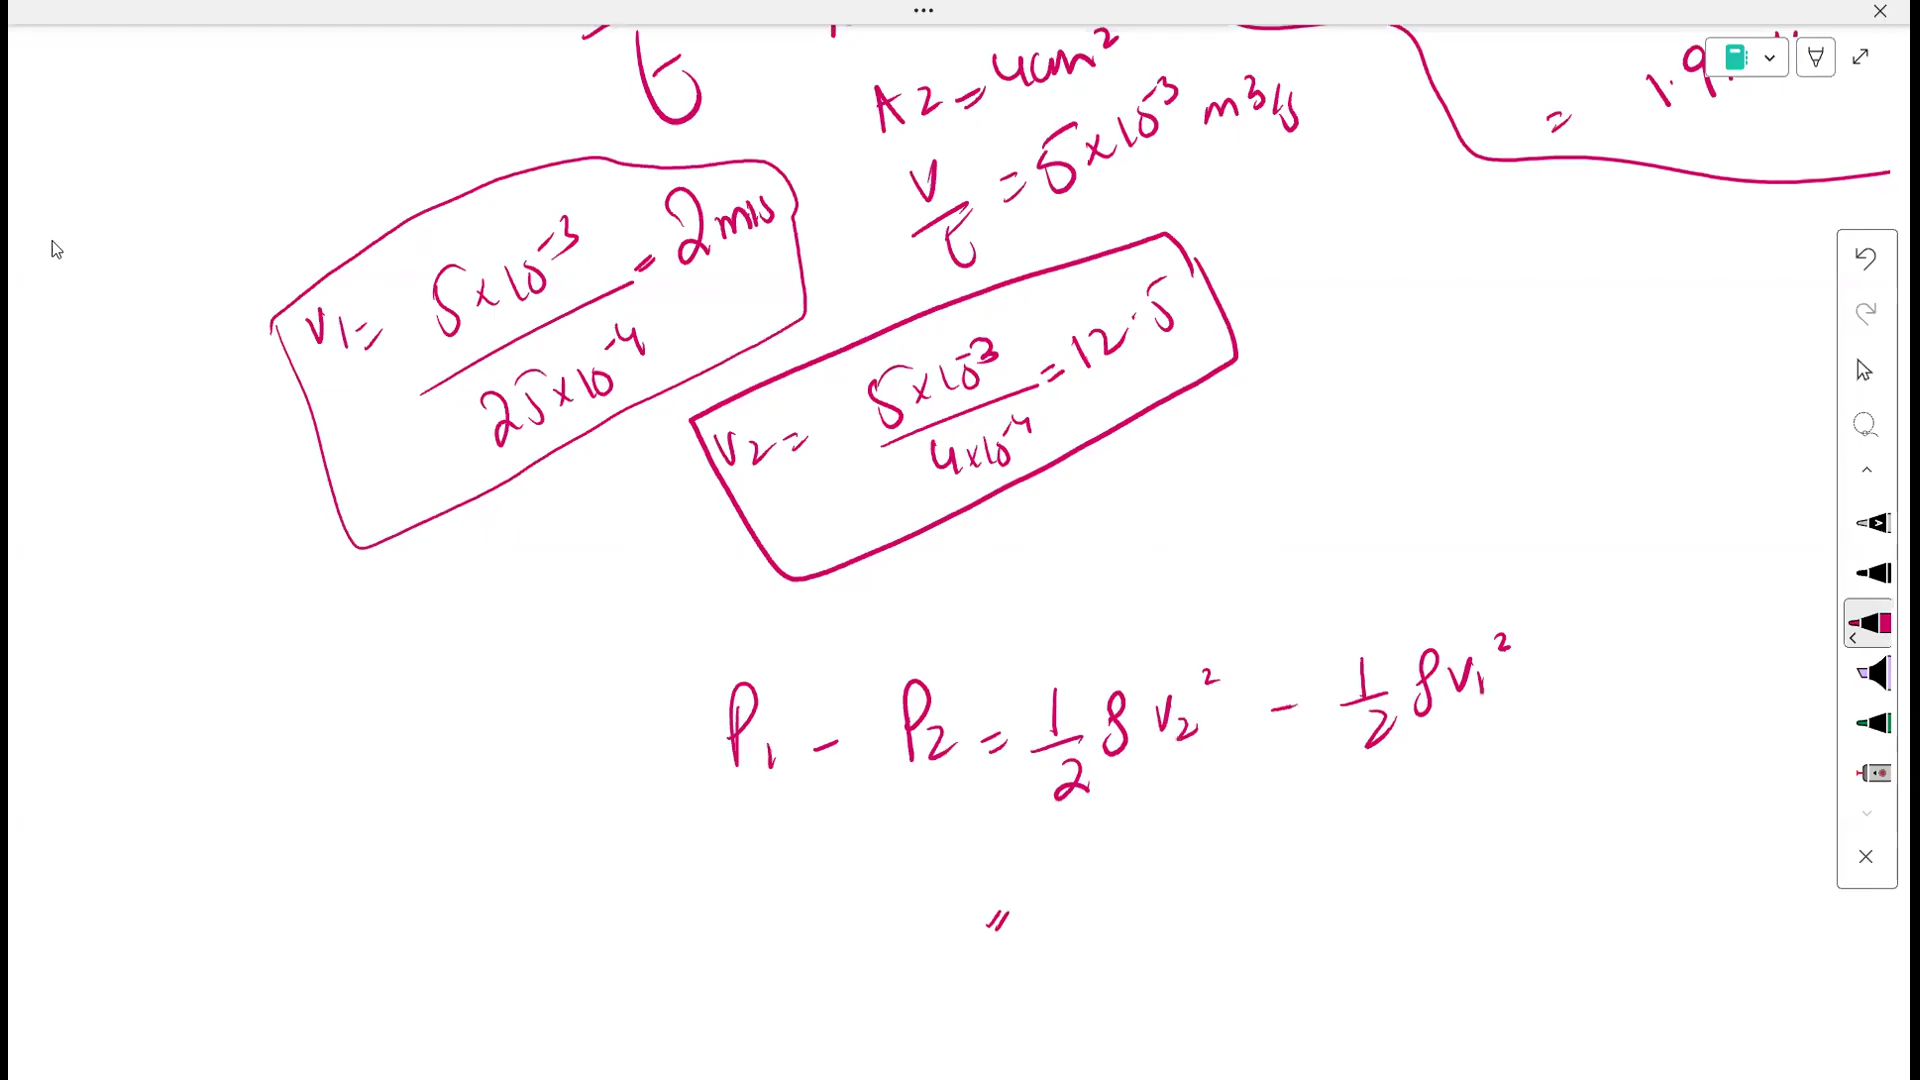 t
A2 = 4cm²
= 1.9
V/t = 5×10⁻³ m³/s
V1 = 5×10⁻³ / 25×10⁻⁴ = 2m/s
V2 = 5×10⁻³ / 4×10⁻⁴ = 12.5
P₁ - P₂ = 1/2 ρ v₂² - 1/2 ρ v₁²
=